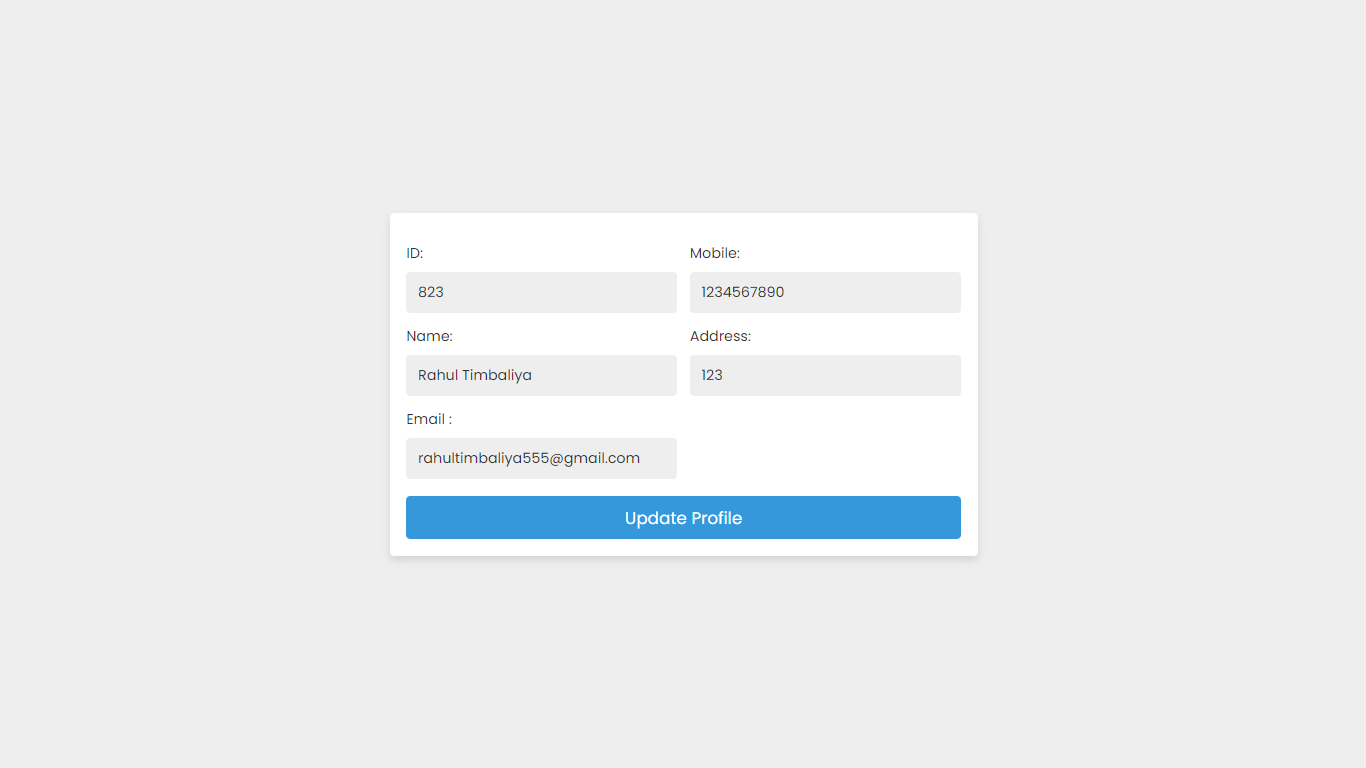 ID:
823
Name:
Rahul Timbaliya
Email :
rahultimbaliya555@gmail.com
Mobile:
1234567890
Address:
123
Update Profile